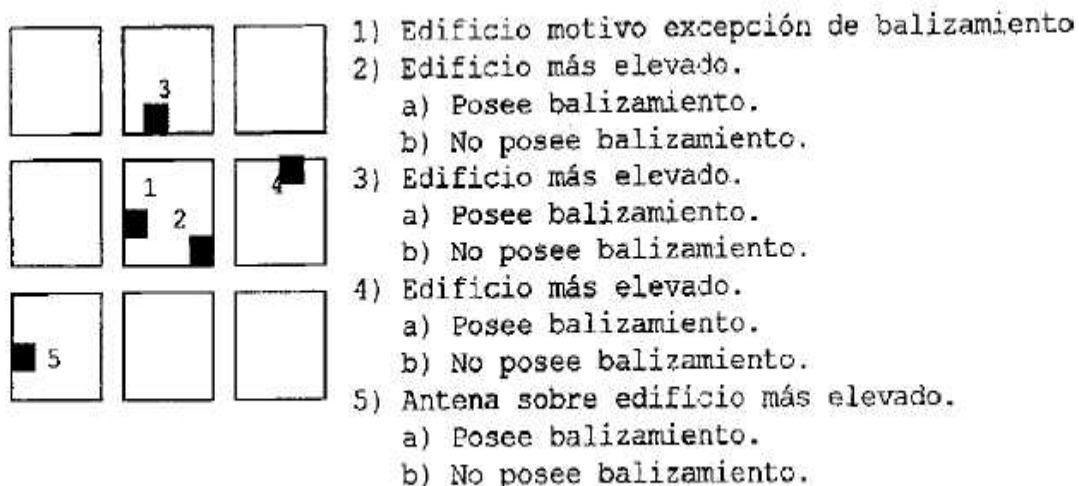 1) Edificio motivo excepción de balizamiento
2) Edificio más elevado.
a) Posee balizamiento.
b) No posee balizamiento.
3) Edificio más elevado.
a) Posee balizamiento.
b) No posee balizamiento.
4) Edificio más elevado.
a) Posee balizamiento.
b) No posee balizamiento.
5) Antena sobre edificio más elevado.
a) Posee balizamiento.
b) No posee balizamiento.
3
1
2
4
5